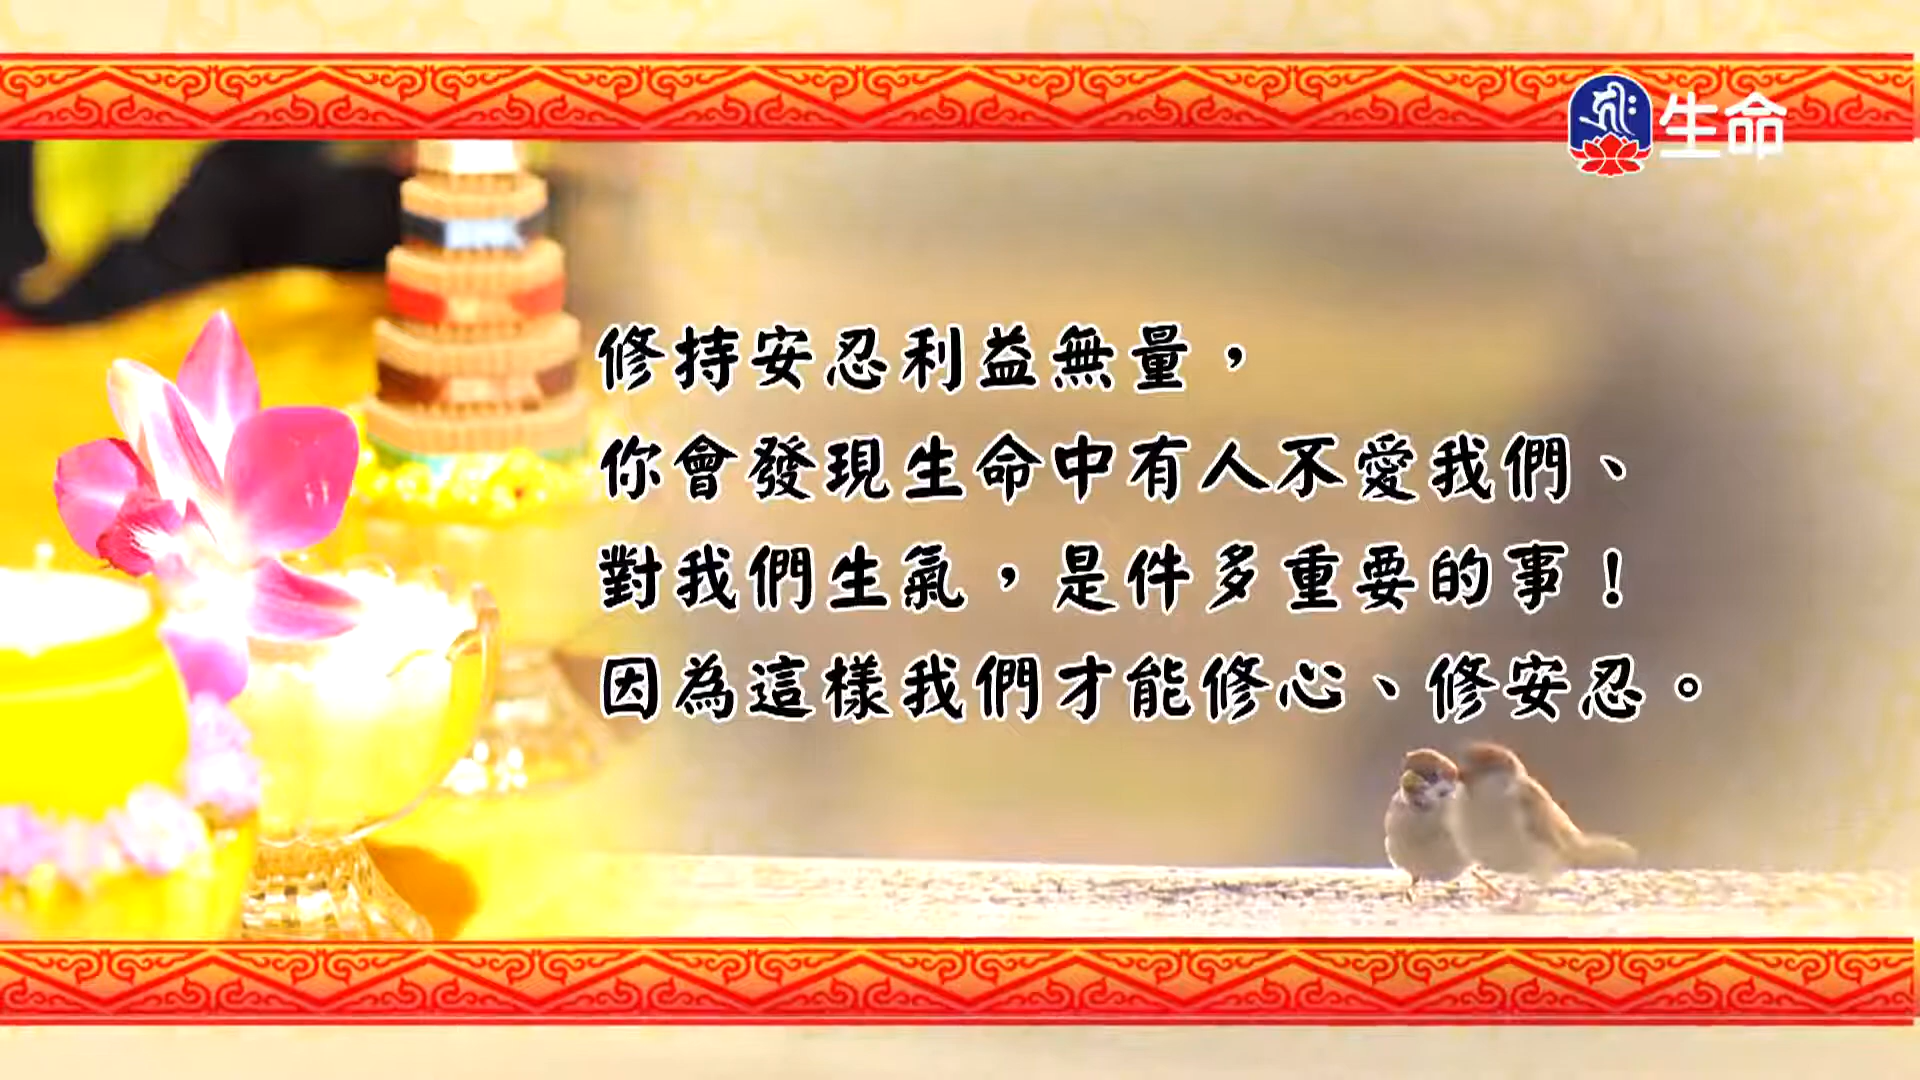 生命
修持安忍利益無量，
你會發現生命中有人不愛我們、
對我們生氣，是件多重要的事！
因為這樣我們才能修心、修安忍。